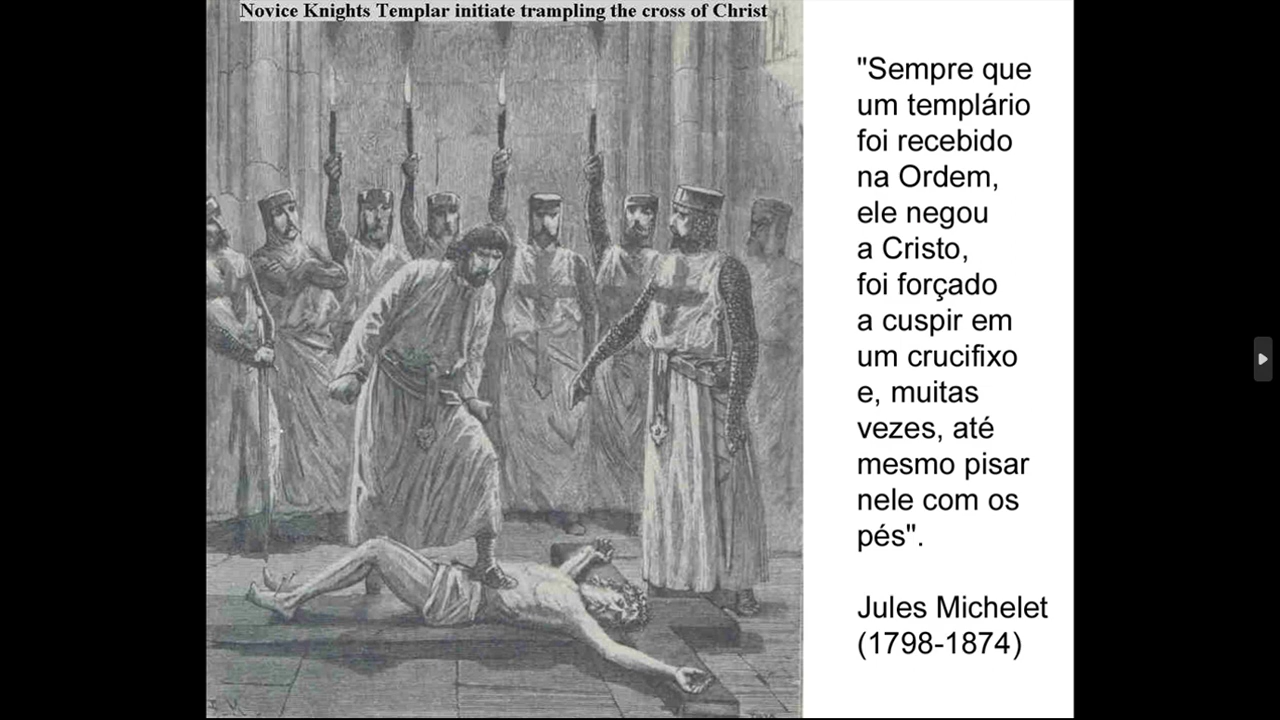 Novice Knights Templar initiate trampling the cross of Christ
"Sempre que
um templário
foi recebido
na Ordem,
ele negou
a Cristo,
foi forçado
a cuspir em
um crucifixo
e, muitas
vezes, até
mesmo pisar
nele com os
pés".
Jules Michelet
(1798-1874)